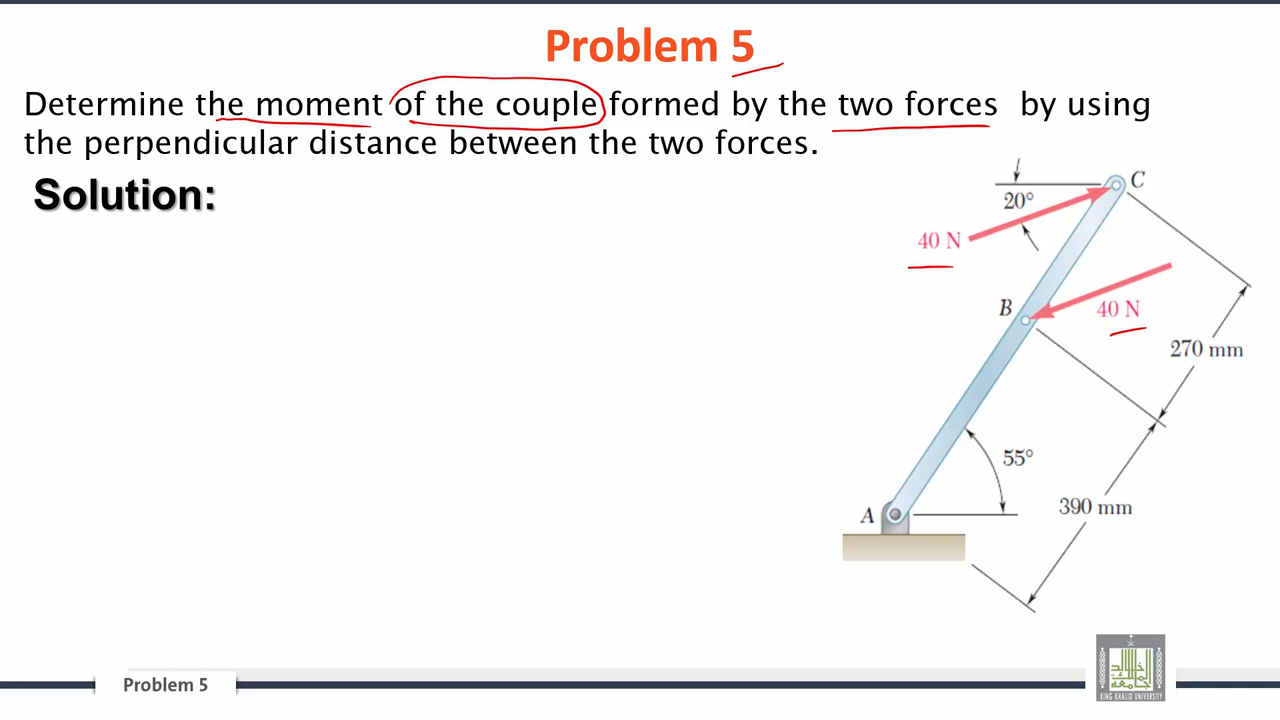 Problem 5
Determine the moment of the couple formed by the two forces by using
the perpendicular distance between the two forces.
Solution:
C
20°
40 N
B
40 N
270 mm
55°
A
390 mm
Problem 5
KING KHALID UNIVERSITY